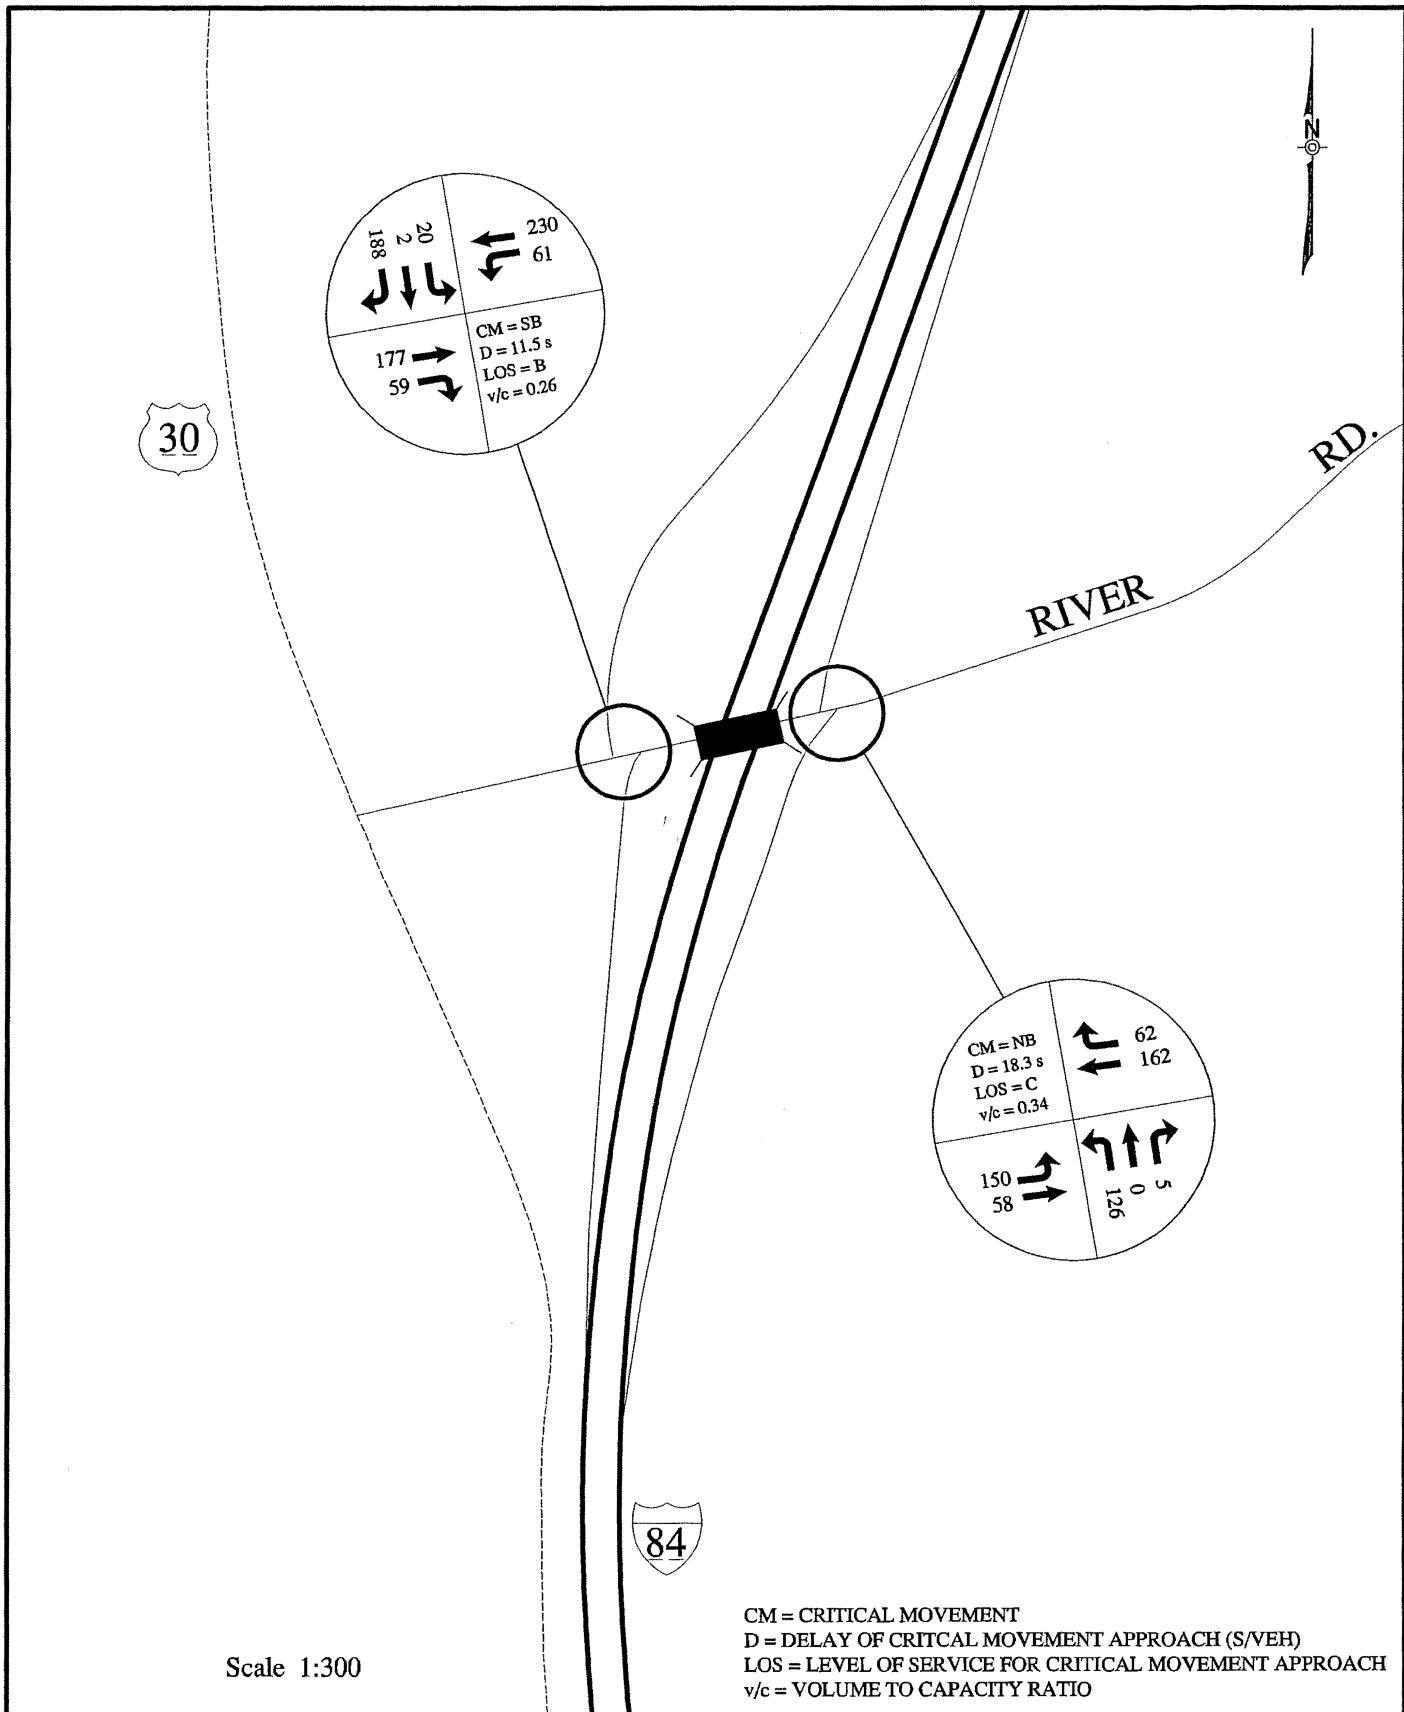 N
188
2
20
230
61
177
59
CM = SB
D = 11.5 s
LOS = B
v/c = 0.26
30
RD.
RIVER
CM = NB
D = 18.3 s
LOS = C
v/c = 0.34
62
162
150
58
126
0
5
84
CM = CRITICAL MOVEMENT
D = DELAY OF CRITCAL MOVEMENT APPROACH (S/VEH)
LOS = LEVEL OF SERVICE FOR CRITICAL MOVEMENT APPROACH
v/c = VOLUME TO CAPACITY RATIO
Scale 1:300